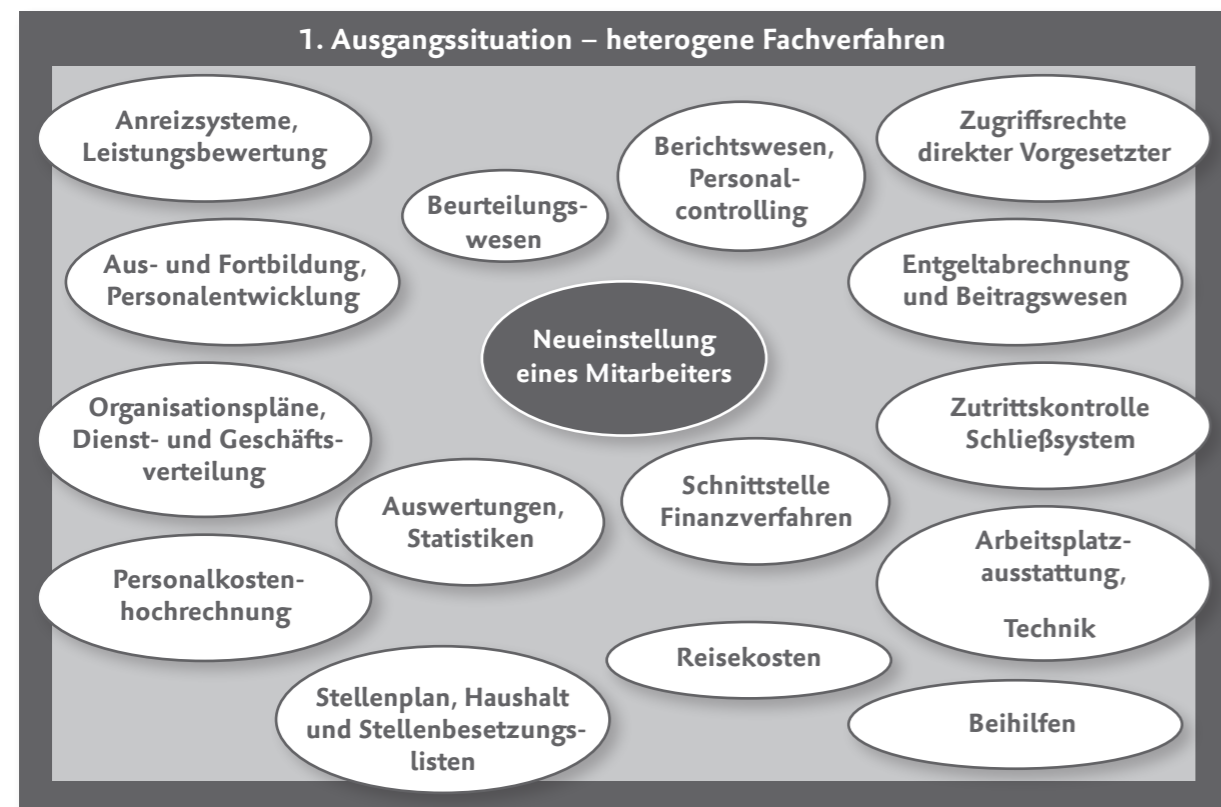 1. Ausgangssituation – heterogene Fachverfahren
Anreizsysteme,
Leistungsbewertung
Beurteilungs-
wesen
Berichtswesen,
Personal-
controlling
Zugriffsrechte
direkter Vorgesetzter
Aus- und Fortbildung,
Personalentwicklung
Entgeltabrechnung
und Beitragswesen
Neueinstellung
eines Mitarbeiters
Organisationspläne,
Dienst- und Geschäfts-
verteilung
Zutrittskontrolle
Schließsystem
Auswertungen,
Statistiken
Schnittstelle
Finanzverfahren
Arbeitsplatz-
ausstattung,
Technik
Personalkosten-
hochrechnung
Reisekosten
Stellenplan, Haushalt
und Stellenbesetzungs-
listen
Beihilfen